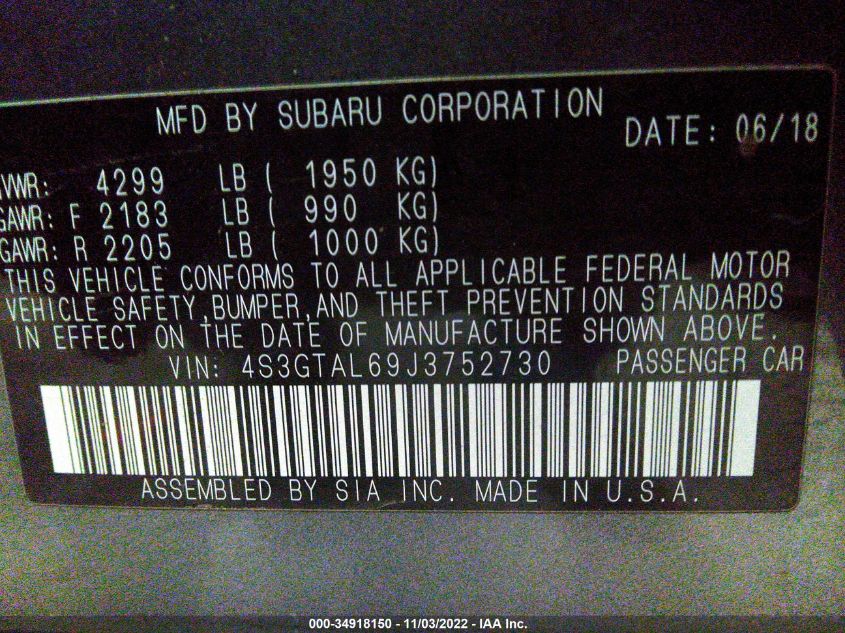 MFD BY SUBARU CORPORATION
DATE: 06/18
VWR: 4299 LB ( 1950 KG)
GAWR: F 2183 LB ( 990 KG)
GAWR: R 2205 LB ( 1000 KG)
THIS VEHICLE CONFORMS TO ALL APPLICABLE FEDERAL MOTOR
VEHICLE SAFETY,BUMPER,AND THEFT PREVENTION STANDARDS
IN EFFECT ON THE DATE OF MANUFACTURE SHOWN ABOVE.
VIN: 4S3GTAL69J3752730 PASSENGER CAR
ASSEMBLED BY SIA INC. MADE IN U.S.A.
000-34918150 - 11/03/2022 - IAA Inc.